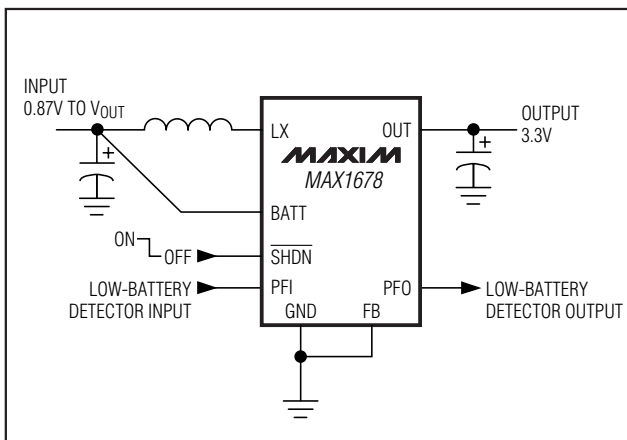 INPUT
0.87V TO VOUT
LX
OUT
OUTPUT
3.3V
MAXIM
MAX1678
BATT
ON
OFF
SHDN
LOW-BATTERY
DETECTOR INPUT
PFI
PFO
LOW-BATTERY
DETECTOR OUTPUT
GND
FB